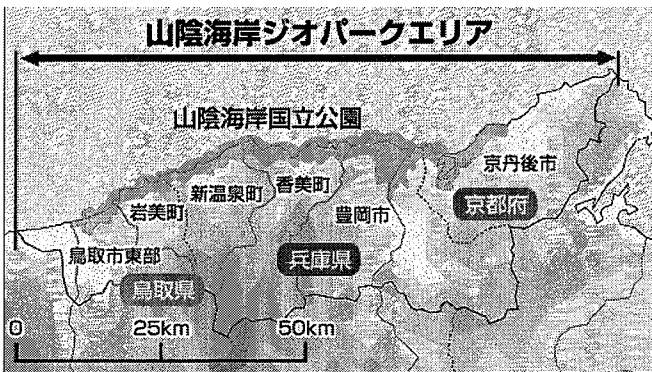 山陰海岸ジオパークエリア
山陰海岸国立公園
京丹後市
香美町
新温泉町
岩美町
豊岡市
京都府
鳥取市東部
兵庫県
鳥取県
0 25km 50km